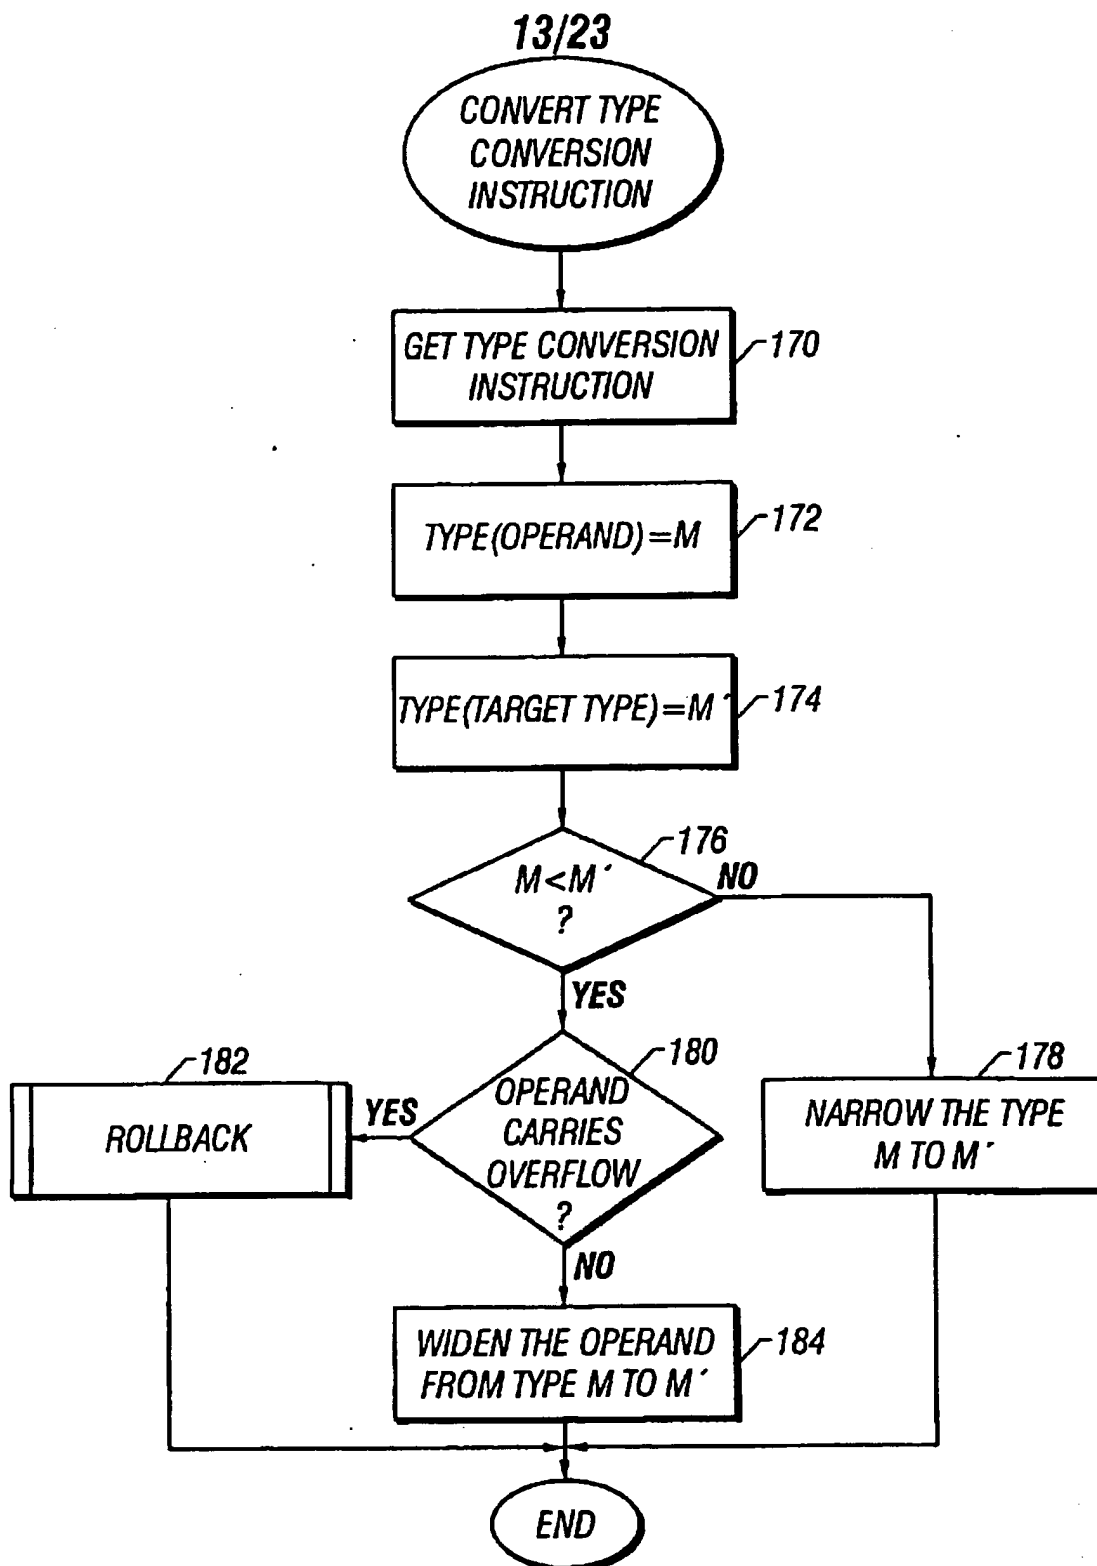 13/23
CONVERT TYPE
CONVERSION
INSTRUCTION
GET TYPE CONVERSION
INSTRUCTION
170
TYPE(OPERAND)=M
172
TYPE(TARGET TYPE)=M´
174
176
M<M´
?
NO
YES
180
OPERAND
CARRIES
OVERFLOW
?
YES
182
ROLLBACK
178
NARROW THE TYPE
M TO M´
NO
WIDEN THE OPERAND
FROM TYPE M TO M´
184
END